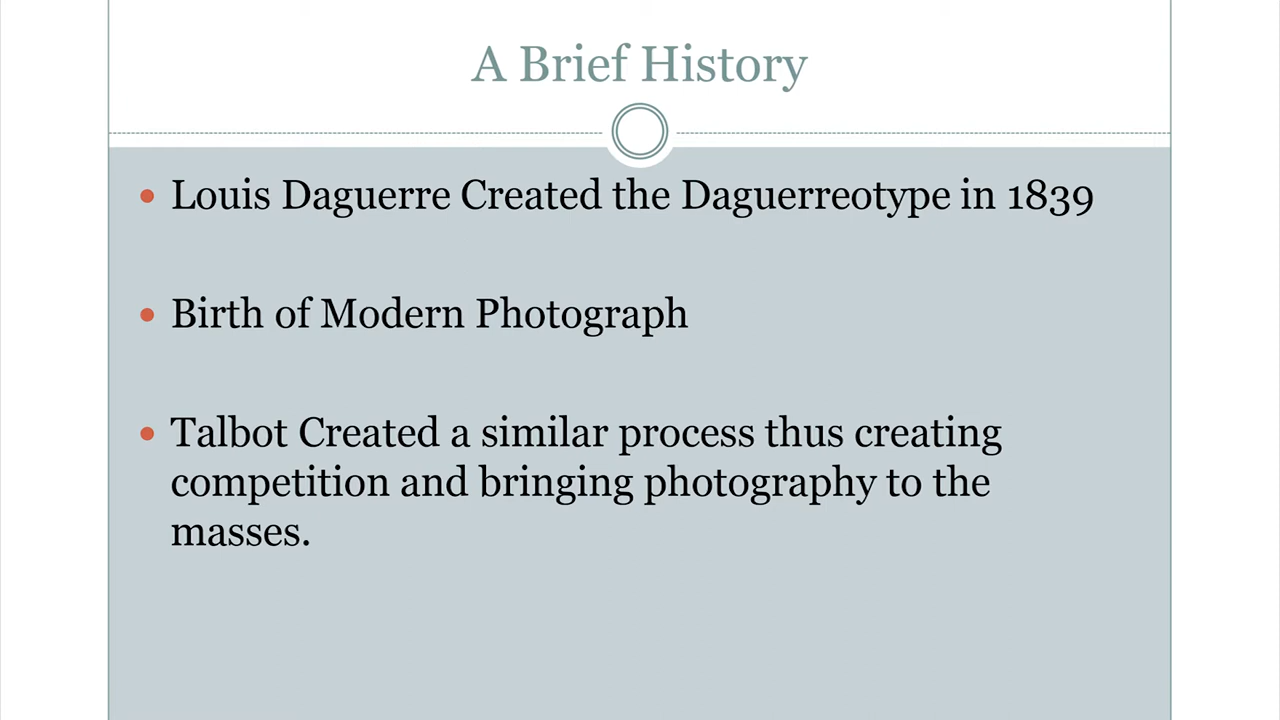 A Brief History
• Louis Daguerre Created the Daguerreotype in 1839
• Birth of Modern Photograph
• Talbot Created a similar process thus creating
competition and bringing photography to the
masses.